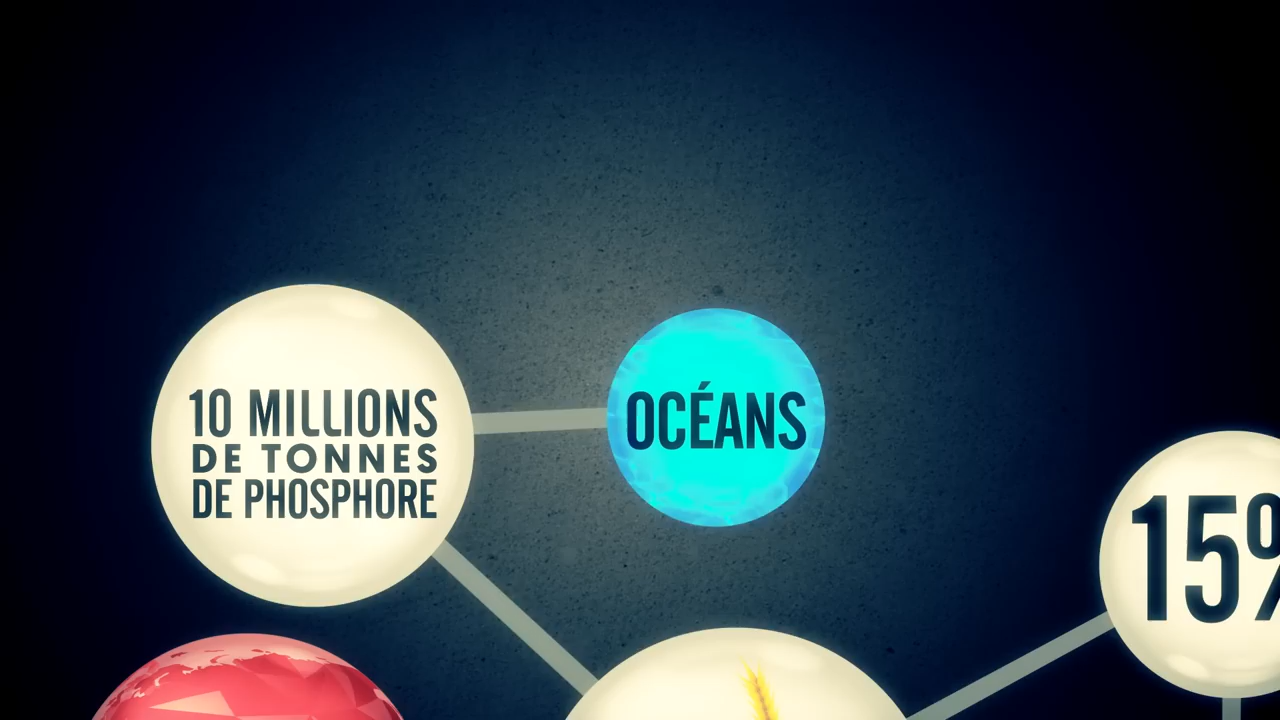 10 MILLIONS
DE TONNES
DE PHOSPHORE
OCÉANS
15%